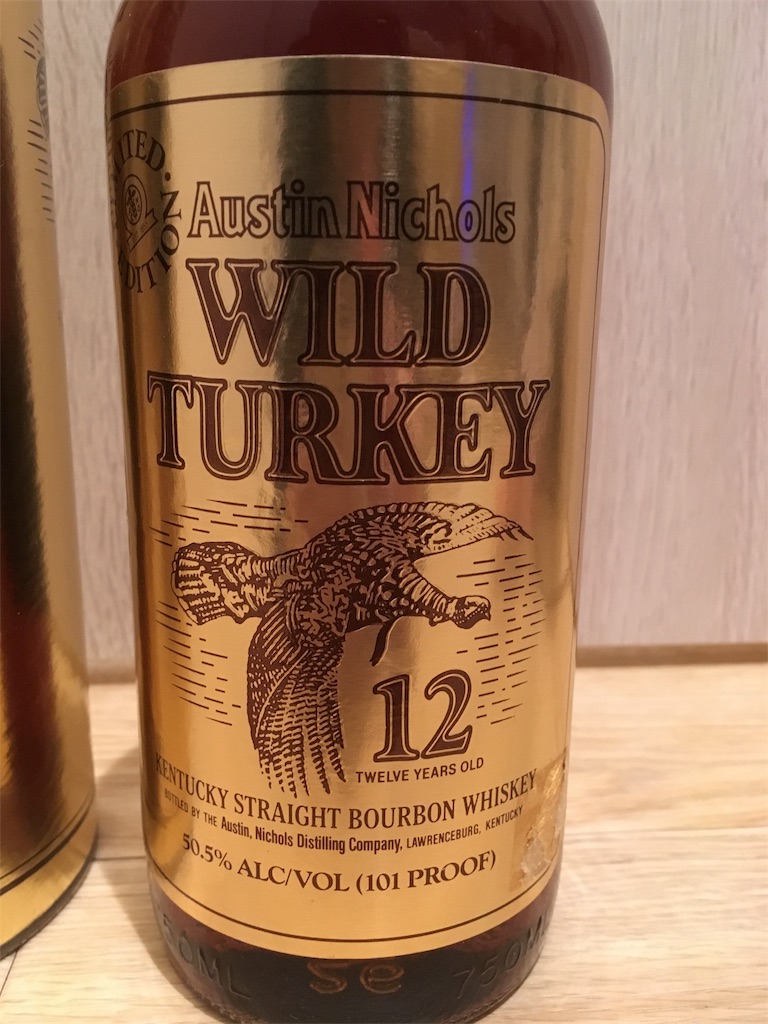 LIMITED · EDITION
Austin Nichols
WILD
TURKEY
12
TWELVE YEARS OLD
KENTUCKY STRAIGHT BOURBON WHISKEY
BOTTLED BY THE Austin, Nichols Distilling Company, LAWRENCEBURG, KENTUCKY
50.5% ALC/VOL (101 PROOF)
750ML 750ML